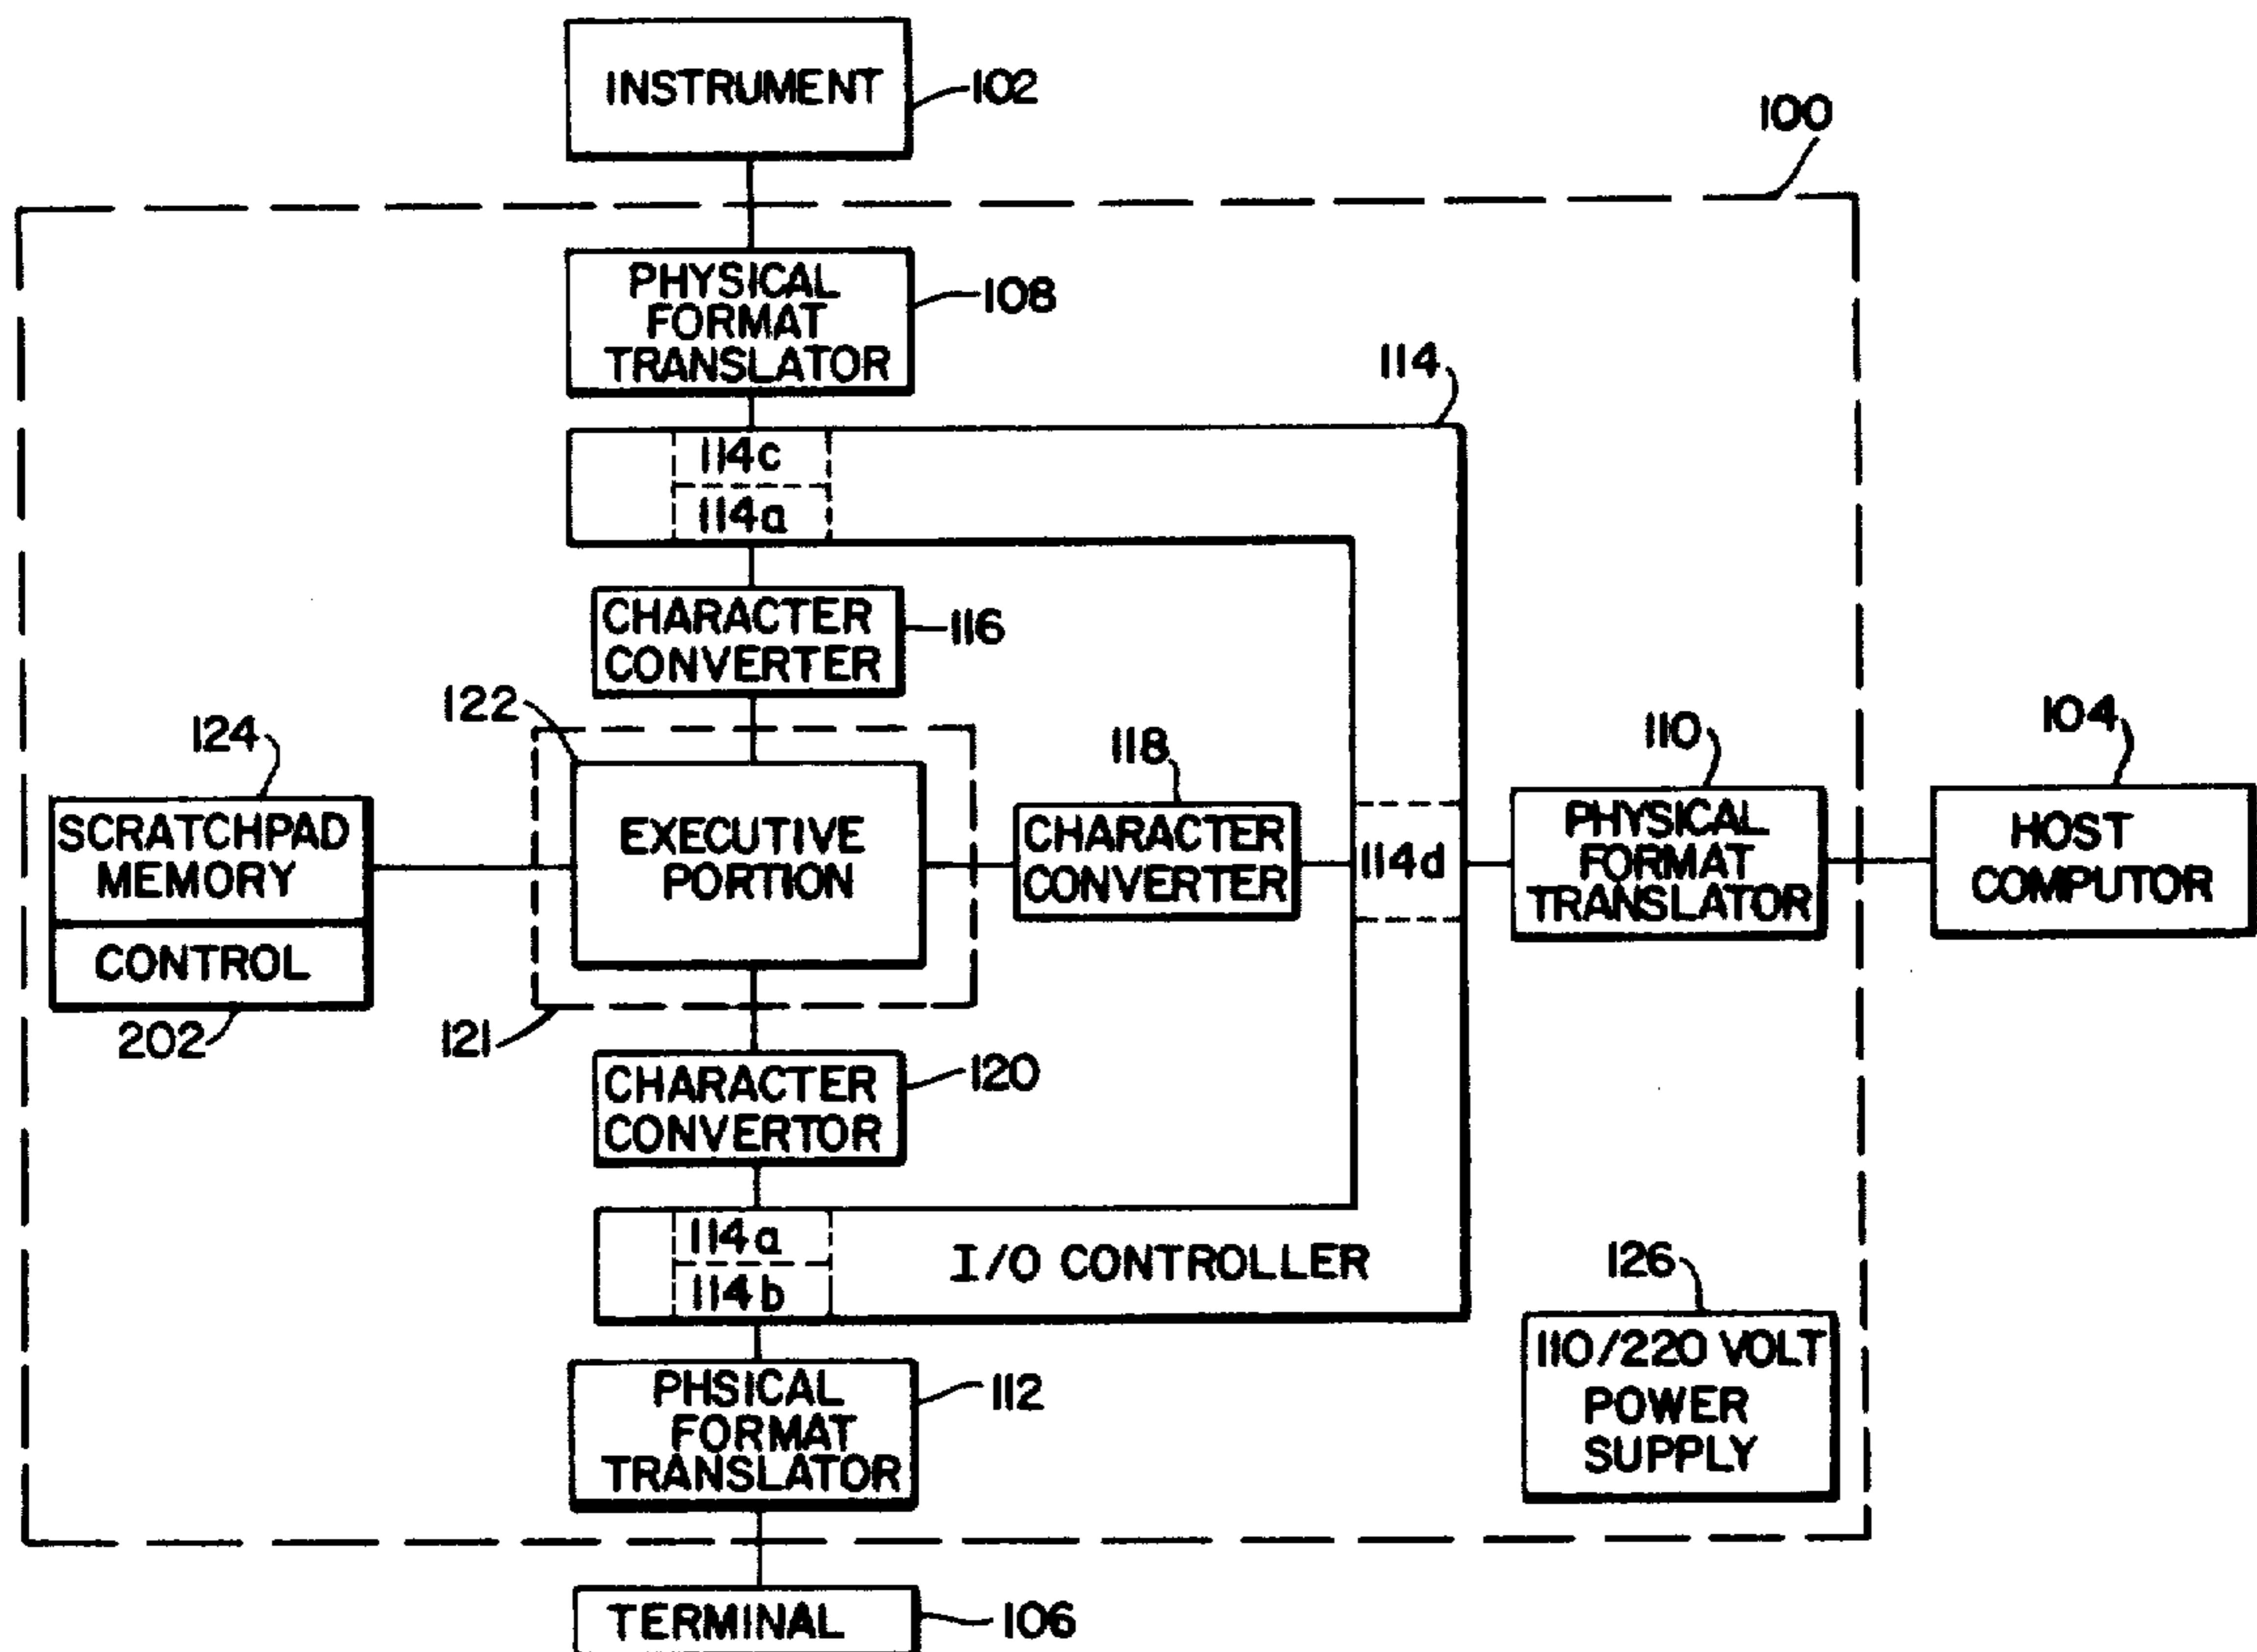 INSTRUMENT
102
100
PHYSICAL
FORMAT
TRANSLATOR
108
114
114c
114a
CHARACTER
CONVERTER
116
122
124
SCRATCHPAD
MEMORY
CONTROL
202
EXECUTIVE
PORTION
121
118
CHARACTER
CONVERTER
114d
110
PHYSICAL
FORMAT
TRANSLATOR
104
HOST
COMPUTOR
CHARACTER
CONVERTOR
120
114a
114b
I/O CONTROLLER
126
110/220 VOLT
POWER
SUPPLY
PHSICAL
FORMAT
TRANSLATOR
112
TERMINAL
106